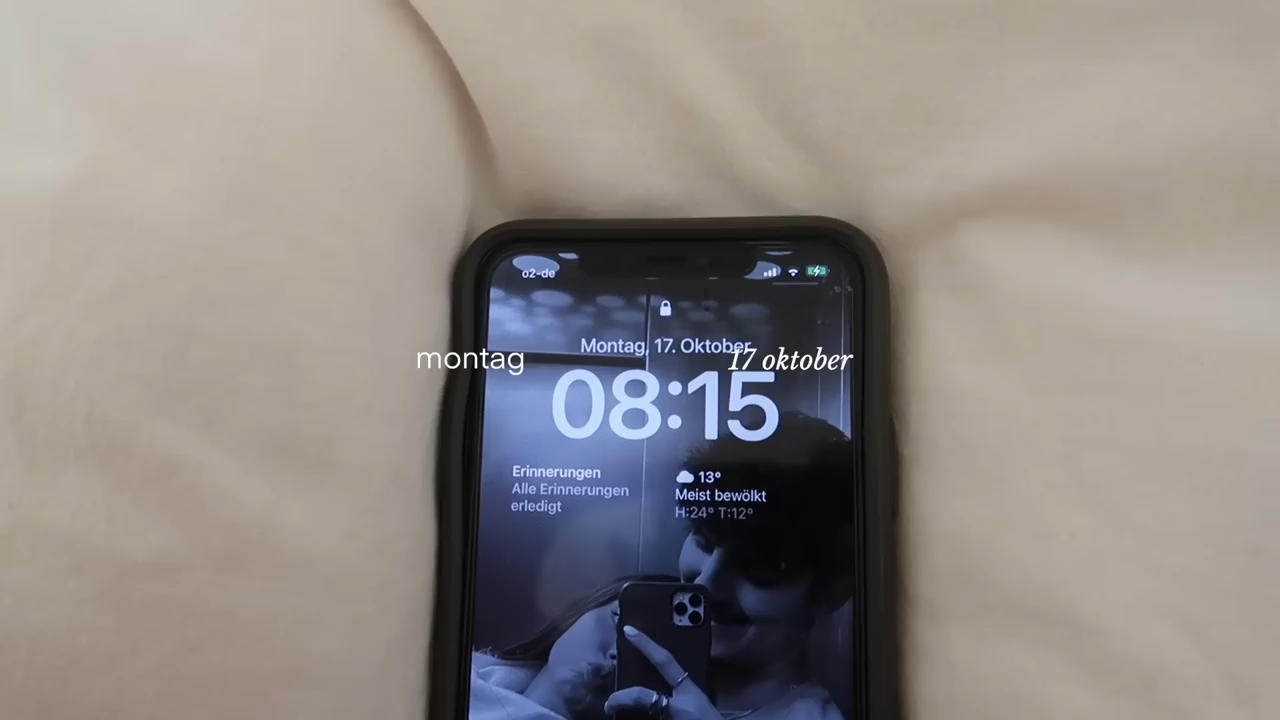 o2-de
Montag, 17. Oktober
montag
17 oktober
08:15
Erinnerungen
Alle Erinnerungen
erledigt
13°
Meist bewölkt
H:24° T:12°